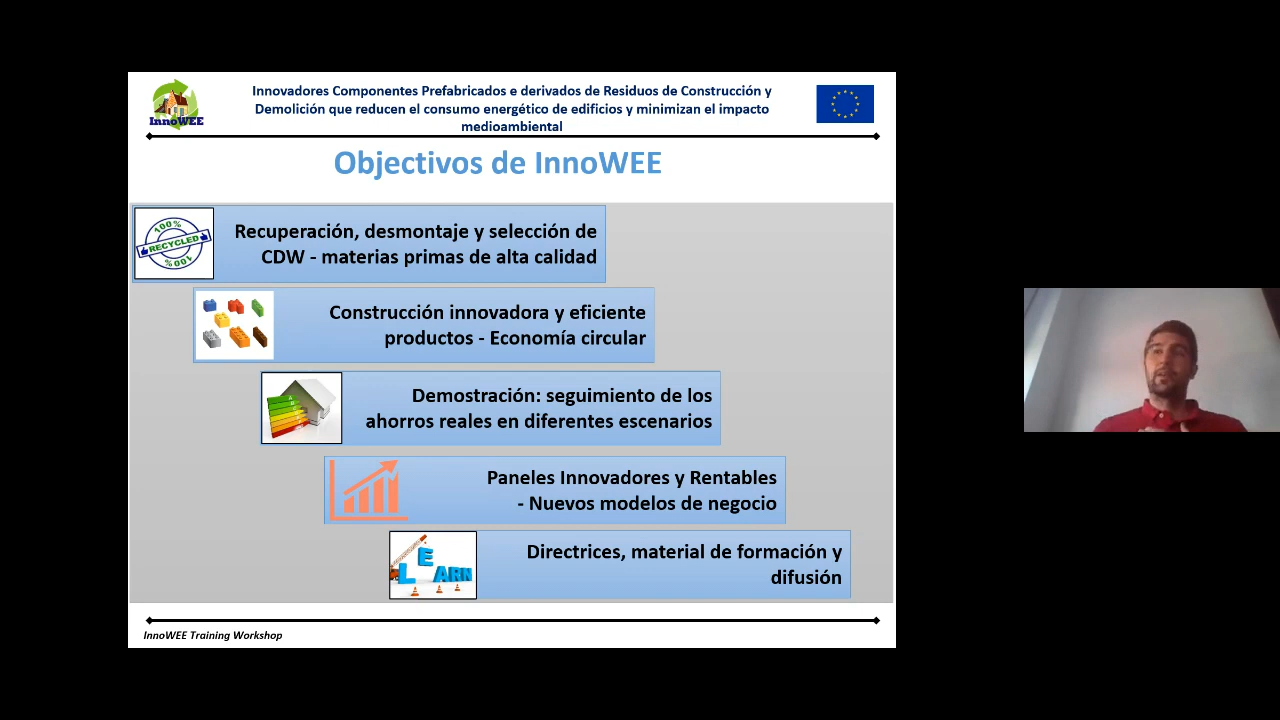 Innovadores Componentes Prefabricados e derivados de Residuos de Construcción y
Demolición que reducen el consumo energético de edificios y minimizan el impacto
medioambiental
InnoWEE
Objectivos de InnoWEE
100%
RECYCLED
100%
Recuperación, desmontaje y selección de
CDW - materias primas de alta calidad
Construcción innovadora y eficiente
productos - Economía circular
Demostración: seguimiento de los
ahorros reales en diferentes escenarios
Paneles Innovadores y Rentables
- Nuevos modelos de negocio
LEARN
Directrices, material de formación y
difusión
InnoWEE Training Workshop